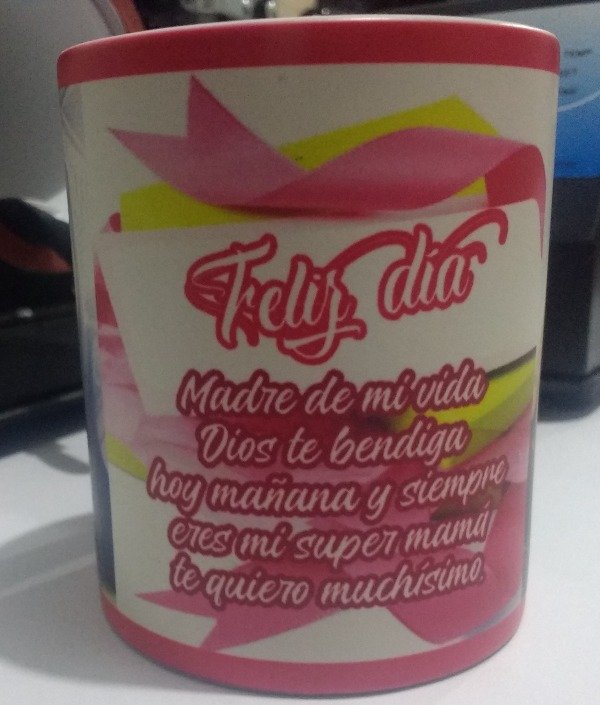 Feliz día
Madre de mi vida
Dios te bendiga
hoy mañana y siempre
eres mi super mamá
te quiero muchísimo.